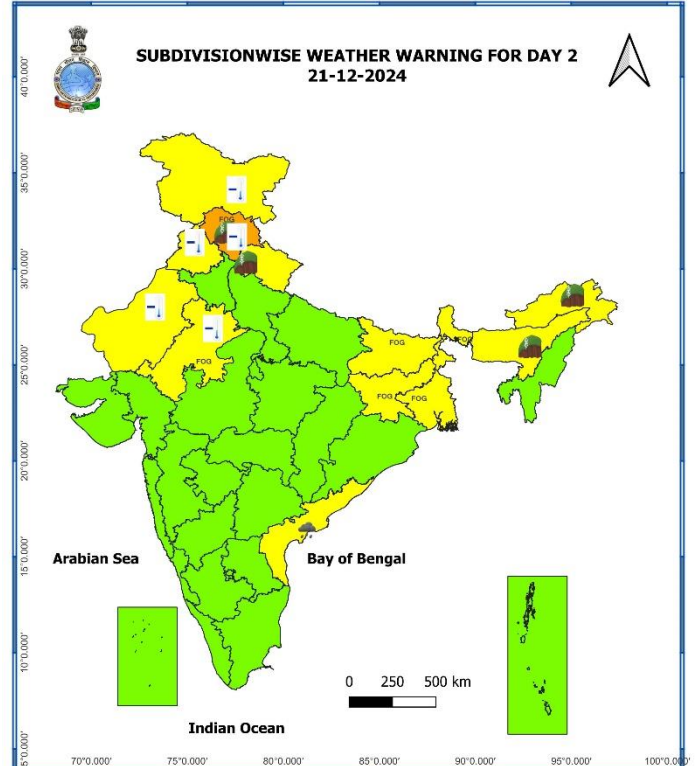 SUBDIVISIONWISE WEATHER WARNING FOR DAY 2
21-12-2024
40°0.000'
35°0.000'
FOG
30°0.000'
FOG
FOG
FOG
25°0.000'
FOG
FOG
20°0.000'
Arabian Sea
Bay of Bengal
15°0.000'
10°0.000'
0 250 500 km
Indian Ocean
5°0.000'
70°0.000' 75°0.000' 80°0.000' 85°0.000' 90°0.000' 95°0.000' 100°0.000'